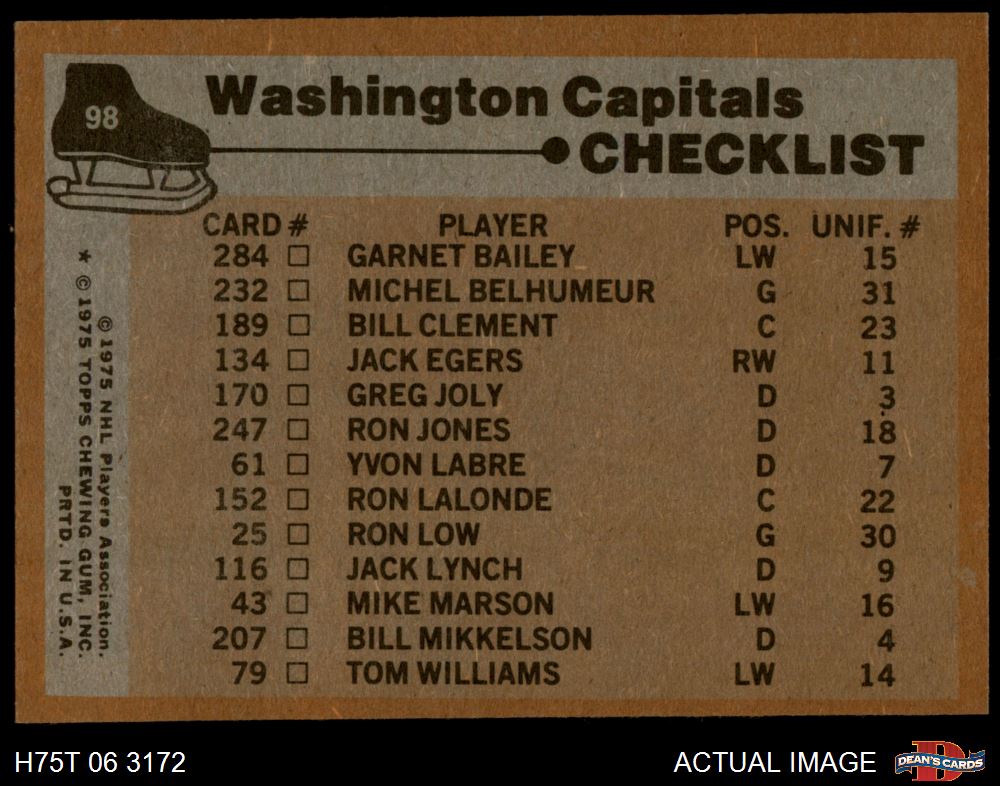 98
Washington Capitals
CHECKLIST
CARD # PLAYER POS. UNIF. #
284 □ GARNET BAILEY LW 15
232 □ MICHEL BELHUMEUR G 31
189 □ BILL CLEMENT C 23
134 □ JACK EGERS RW 11
170 □ GREG JOLY D 3
247 □ RON JONES D 18
61 □ YVON LABRE D 7
152 □ RON LALONDE C 22
25 □ RON LOW G 30
116 □ JACK LYNCH D 9
43 □ MIKE MARSON LW 16
207 □ BILL MIKKELSON D 4
79 □ TOM WILLIAMS LW 14
© 1975 NHL Players Association.
* © 1975 TOPPS CHEWING GUM, INC.
PRTD. IN U.S.A.
H75T 06 3172
ACTUAL IMAGE
D
DEAN'S CARDS